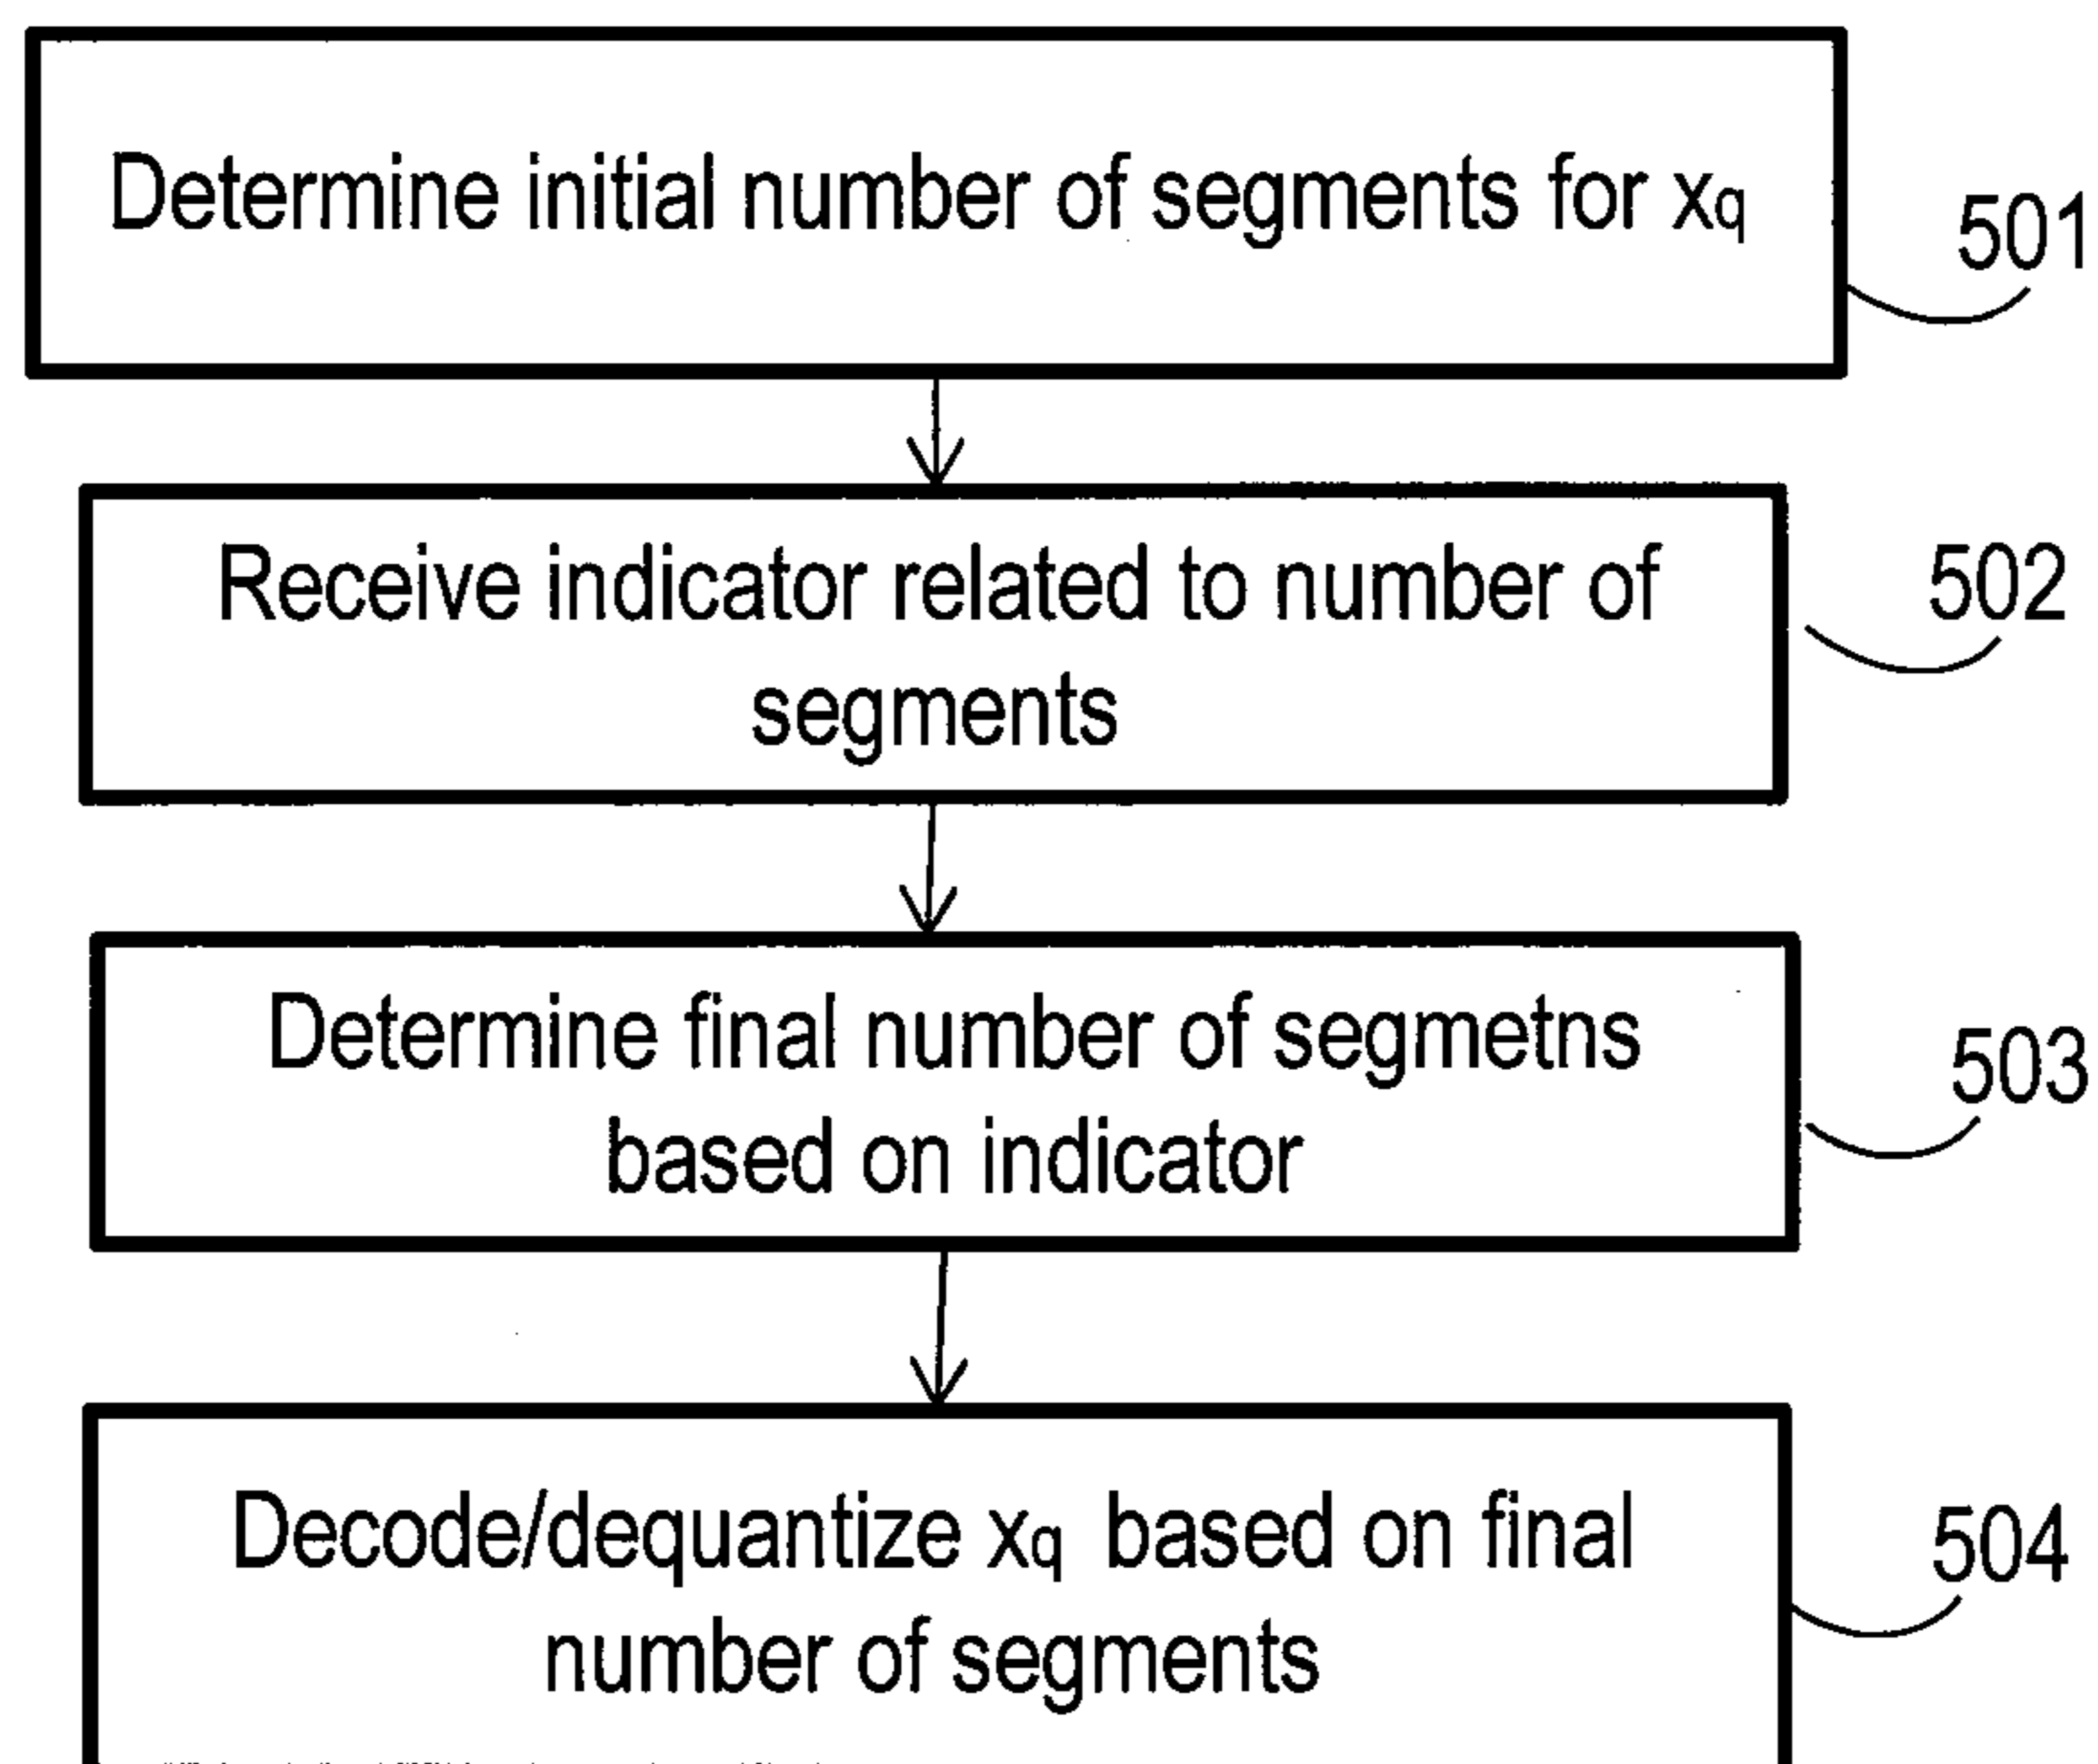 Determine initial number of segments for xq
501
Receive indicator related to number of
segments
502
Determine final number of segmetns
based on indicator
503
Decode/dequantize xq based on final
number of segments
504